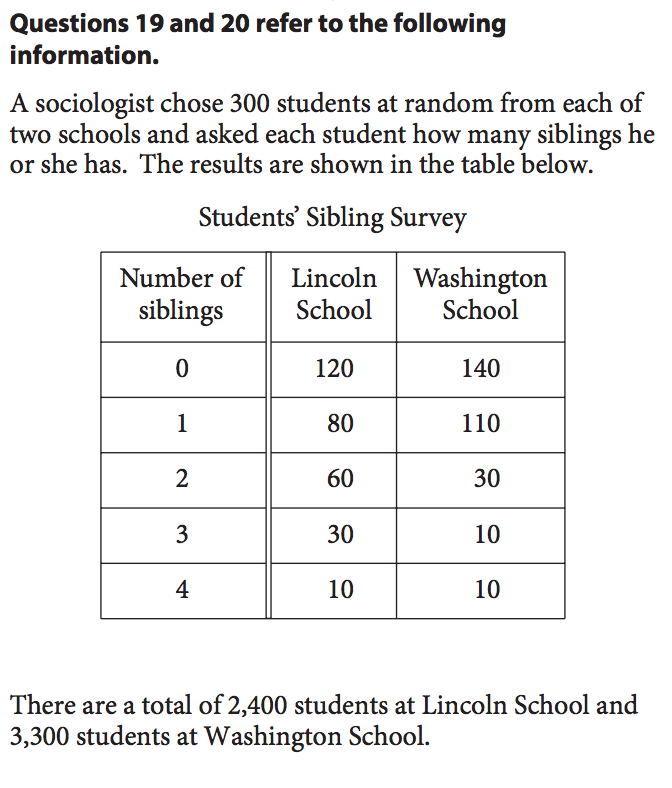 Questions 19 and 20 refer to the following
information.
A sociologist chose 300 students at random from each of
two schools and asked each student how many siblings he
or she has. The results are shown in the table below.
Students’ Sibling Survey
Number of siblings Lincoln School Washington School
0 120 140
1 80 110
2 60 30
3 30 10
4 10 10
There are a total of 2,400 students at Lincoln School and
3,300 students at Washington School.